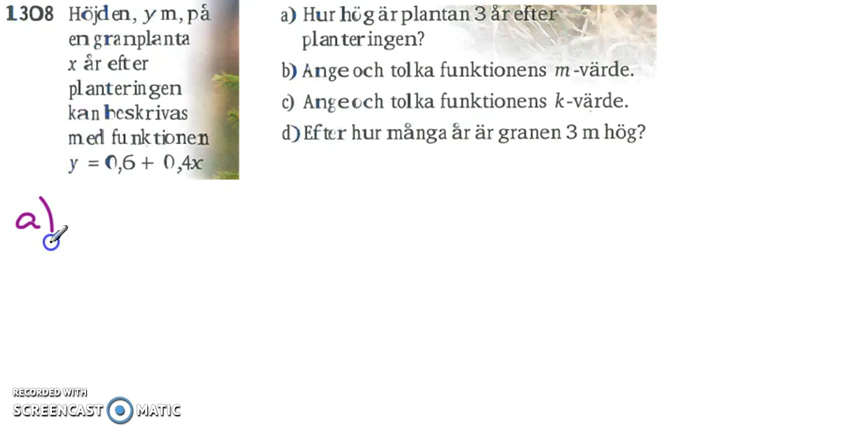 1308 Höjden, y m, på
en granplanta
x år efter
planteringen
kan beskrivas
med funktionen
y = 0,6 + 0,4x
a) Hur hög är plantan 3 år efter
planteringen?
b) Ange och tolka funktionens m-värde.
c) Ange och tolka funktionens k-värde.
d) Efter hur många år är granen 3 m hög?
a)
RECORDED WITH
SCREENCAST MATIC